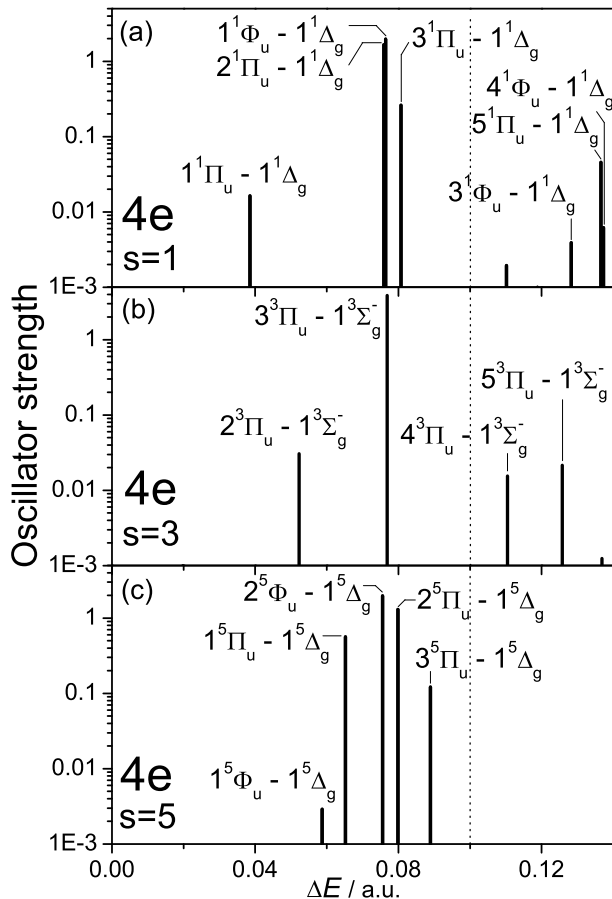 Oscillator strength
(a)
1
0.1
0.01
1E-3
1¹Φᵤ - 1¹Δg
2¹Πᵤ - 1¹Δg
3¹Πᵤ - 1¹Δg
4¹Φᵤ - 1¹Δg
5¹Πᵤ - 1¹Δg
1¹Πᵤ - 1¹Δg
3¹Φᵤ - 1¹Δg
4e
s=1
(b)
1
0.1
0.01
1E-3
3³Πᵤ - 1³Σg⁻
5³Πᵤ - 1³Σg⁻
2³Πᵤ - 1³Σg⁻
4³Πᵤ - 1³Σg⁻
4e
s=3
(c)
1
0.1
0.01
1E-3
2⁵Φᵤ - 1⁵Δg
2⁵Πᵤ - 1⁵Δg
1⁵Πᵤ - 1⁵Δg
3⁵Πᵤ - 1⁵Δg
1⁵Φᵤ - 1⁵Δg
4e
s=5
0.00 0.04 0.08 0.12
ΔE / a.u.